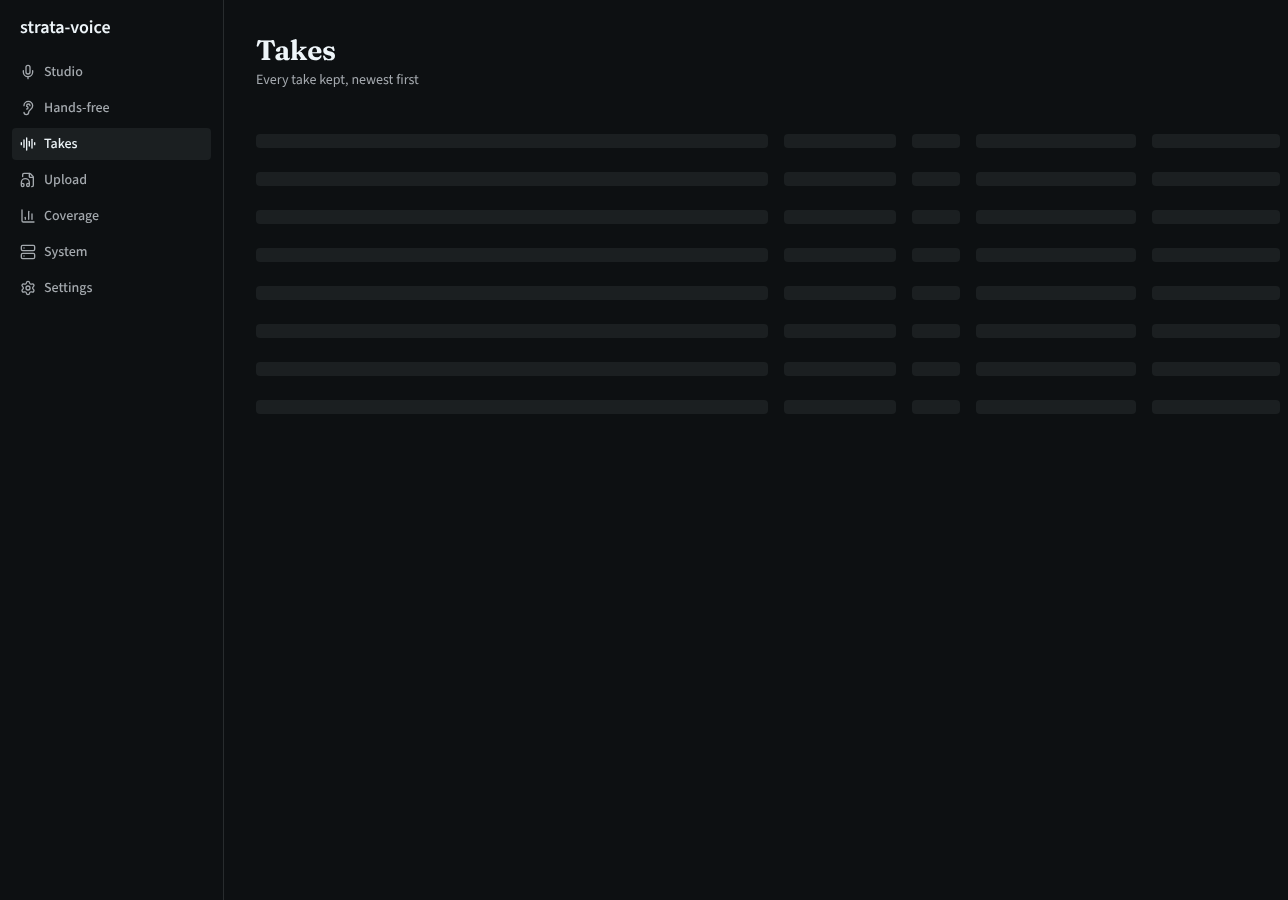 strata-voice
Studio
Hands-free
Takes
Upload
Coverage
System
Settings
Takes
Every take kept, newest first